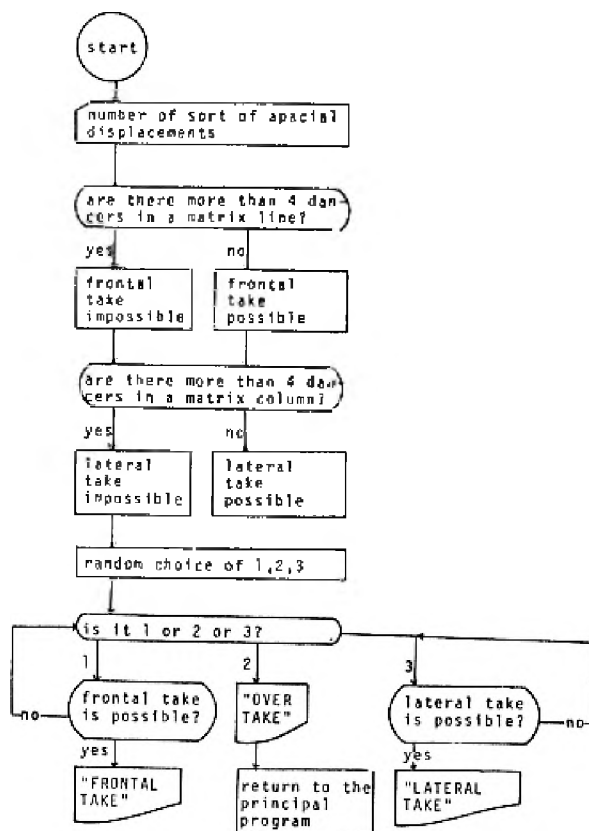 start
number of sort of apacial
displacements
are there more than 4 dan-
cers in a matrix line?
yes
no
frontal
take
impossible
frontal
take
possible
are there more than 4 dan-
cers in a matrix column?
yes
no
lateral
take
impossible
lateral
take
possible
random choice of 1,2,3
is it 1 or 2 or 3?
1
2
3
frontal take
is possible?
no
"OVER
TAKE"
lateral take
is possible?
no
yes
yes
"FRONTAL
TAKE"
return to the
principal
program
"LATERAL
TAKE"